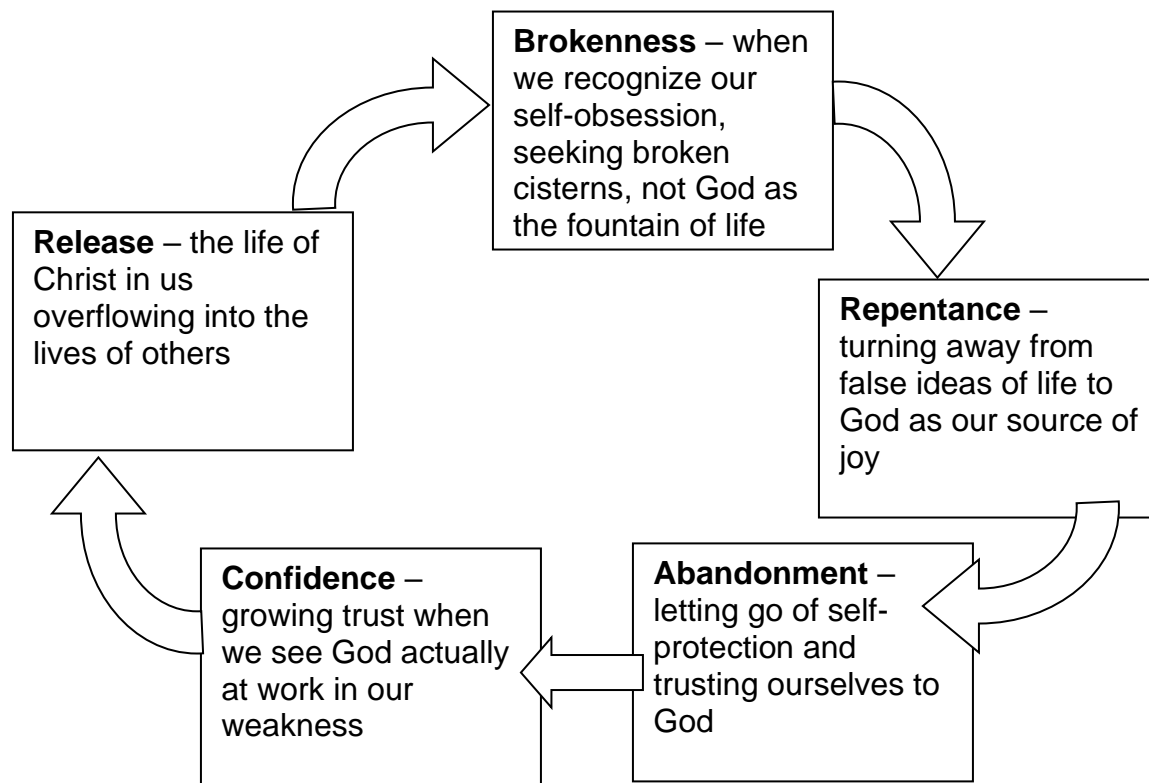 Brokenness – when
we recognize our
self-obsession,
seeking broken
cisterns, not God as
the fountain of life
Repentance –
turning away from
false ideas of life to
God as our source of
joy
Abandonment –
letting go of self-
protection and
trusting ourselves to
God
Confidence –
growing trust when
we see God actually
at work in our
weakness
Release – the life of
Christ in us
overflowing into the
lives of others